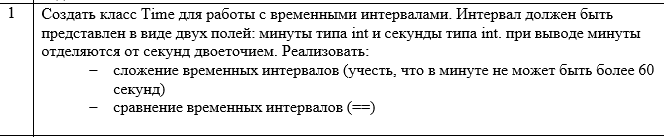 1 Создать класс Time для работы с временными интервалами. Интервал должен быть
представлен в виде двух полей: минуты типа int и секунды типа int. при выводе минуты
отделяются от секунд двоеточием. Реализовать:
– сложение временных интервалов (учесть, что в минуте не может быть более 60
секунд)
– сравнение временных интервалов (==)